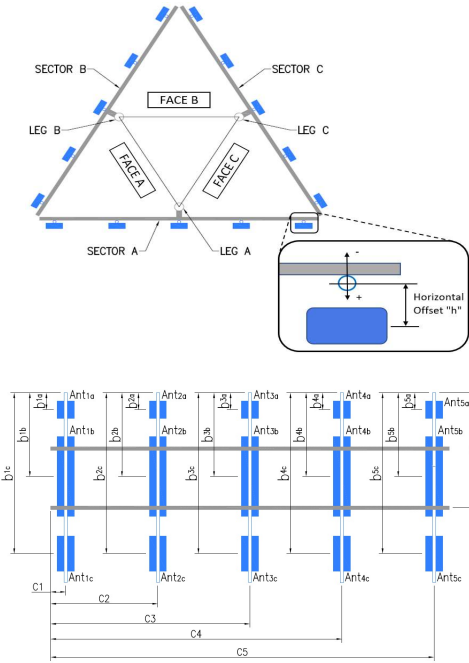 SECTOR B
SECTOR C
FACE B
LEG B
LEG C
FACE A
FACE C
SECTOR A
LEG A
-
+
Horizontal
Offset "h"
b1a
b1b
b1c
Ant1a
Ant1b
Ant1c
b2a
b2b
b2c
Ant2a
Ant2b
Ant2c
b3a
b3b
b3c
Ant3a
Ant3b
Ant3c
b4a
b4b
b4c
Ant4a
Ant4b
Ant4c
b5a
b5b
b5c
Ant5a
Ant5b
Ant5c
C1
C2
C3
C4
C5